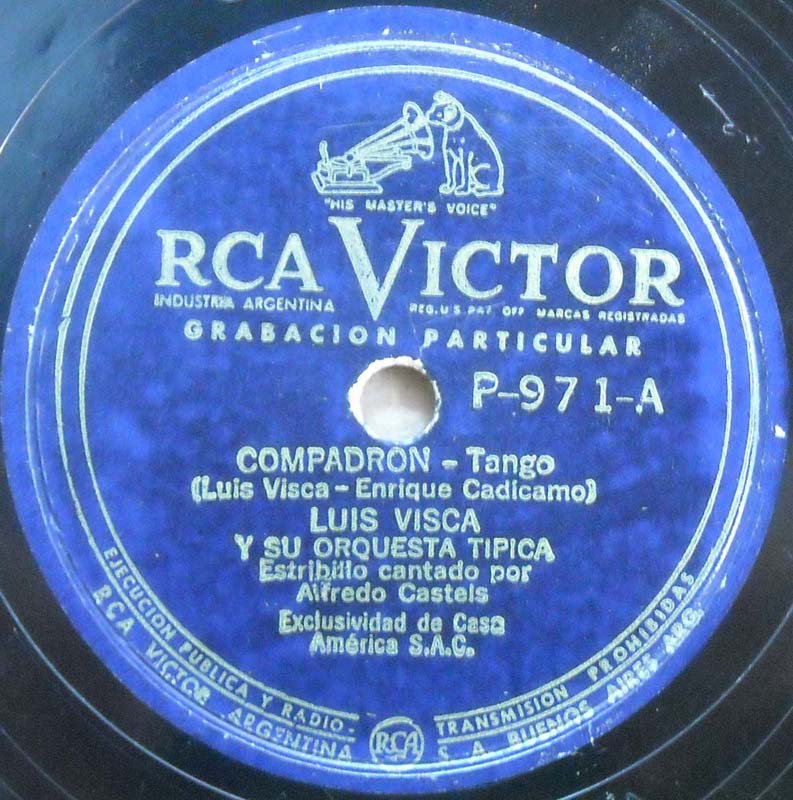 "HIS MASTER'S VOICE"
RCA VICTOR
INDUSTRIA ARGENTINA
REG. U.S. PAT. OFF MARCAS REGISTRADAS
GRABACION PARTICULAR
P-971-A
COMPADRON - Tango
(Luis Visca - Enrique Cadicamo)
LUIS VISCA
Y SU ORQUESTA TIPICA
Estribillo cantado por
Alfredo Castels
Exclusividad de Casa
América S.A.C.
EJECUCION PUBLICA Y RADIO-TRANSMISION PROHIBIDAS
RCA VICTOR ARGENTINA S. A. BUENOS AIRES ARG.
RCA